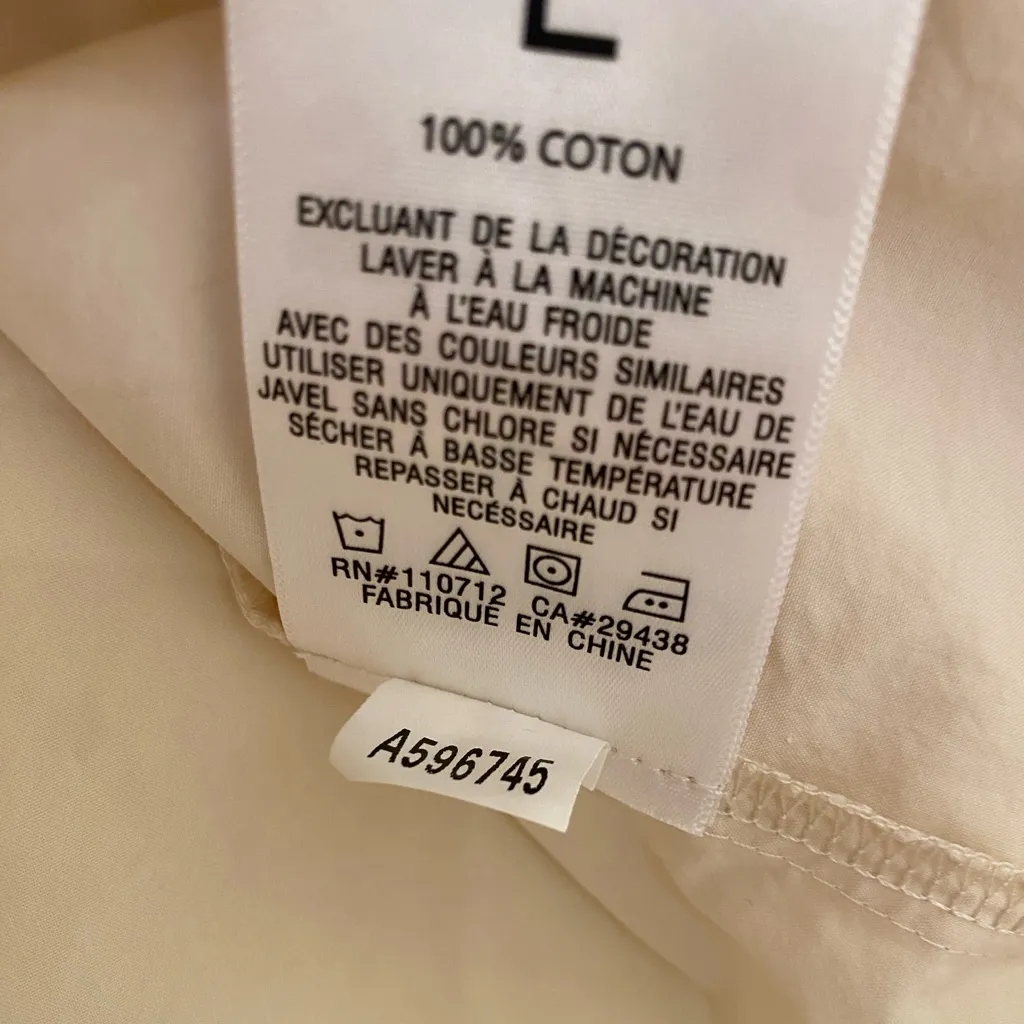 L
100% COTON
EXCLUANT DE LA DÉCORATION
LAVER À LA MACHINE
À L'EAU FROIDE
AVEC DES COULEURS SIMILAIRES
UTILISER UNIQUEMENT DE L'EAU DE
JAVEL SANS CHLORE SI NÉCESSAIRE
SÉCHER À BASSE TEMPÉRATURE
REPASSER À CHAUD SI
NECÉSSAIRE
RN#110712 CA#29438
FABRIQUÉ EN CHINE
A596745